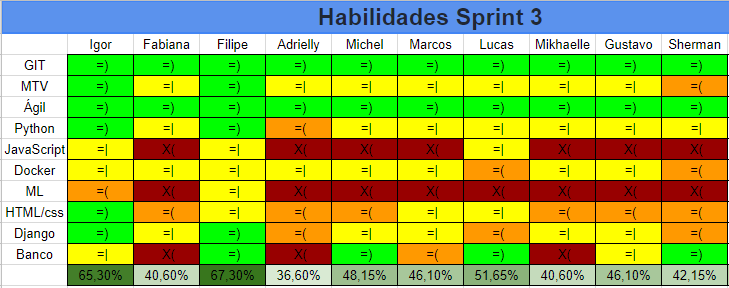 Habilidades Sprint 3
Igor Fabiana Filipe Adrielly Michel Marcos Lucas Mikhaelle Gustavo Sherman
GIT =) =) =) =) =) =) =) =) =) =)
MTV =) =| =) =| =| =| =| =| =| =(
Ágil =) =) =) =) =) =) =) =) =) =)
Python =) =| =) =( =| =| =| =| =| =|
JavaScript =| X( =| X( X( X( =| X( X( X(
Docker =| =| =| =| =| =| =( =| =| =(
ML =( X( =| X( X( X( X( X( X( X(
HTML/css =) =( =| =( =( =| =| =( =( =(
Django =) =| =) =( =| =| =( =| =| =(
Banco =| X( =) X( =) =( =) X( =| =)
65,30% 40,60% 67,30% 36,60% 48,15% 46,10% 51,65% 40,60% 46,10% 42,15%